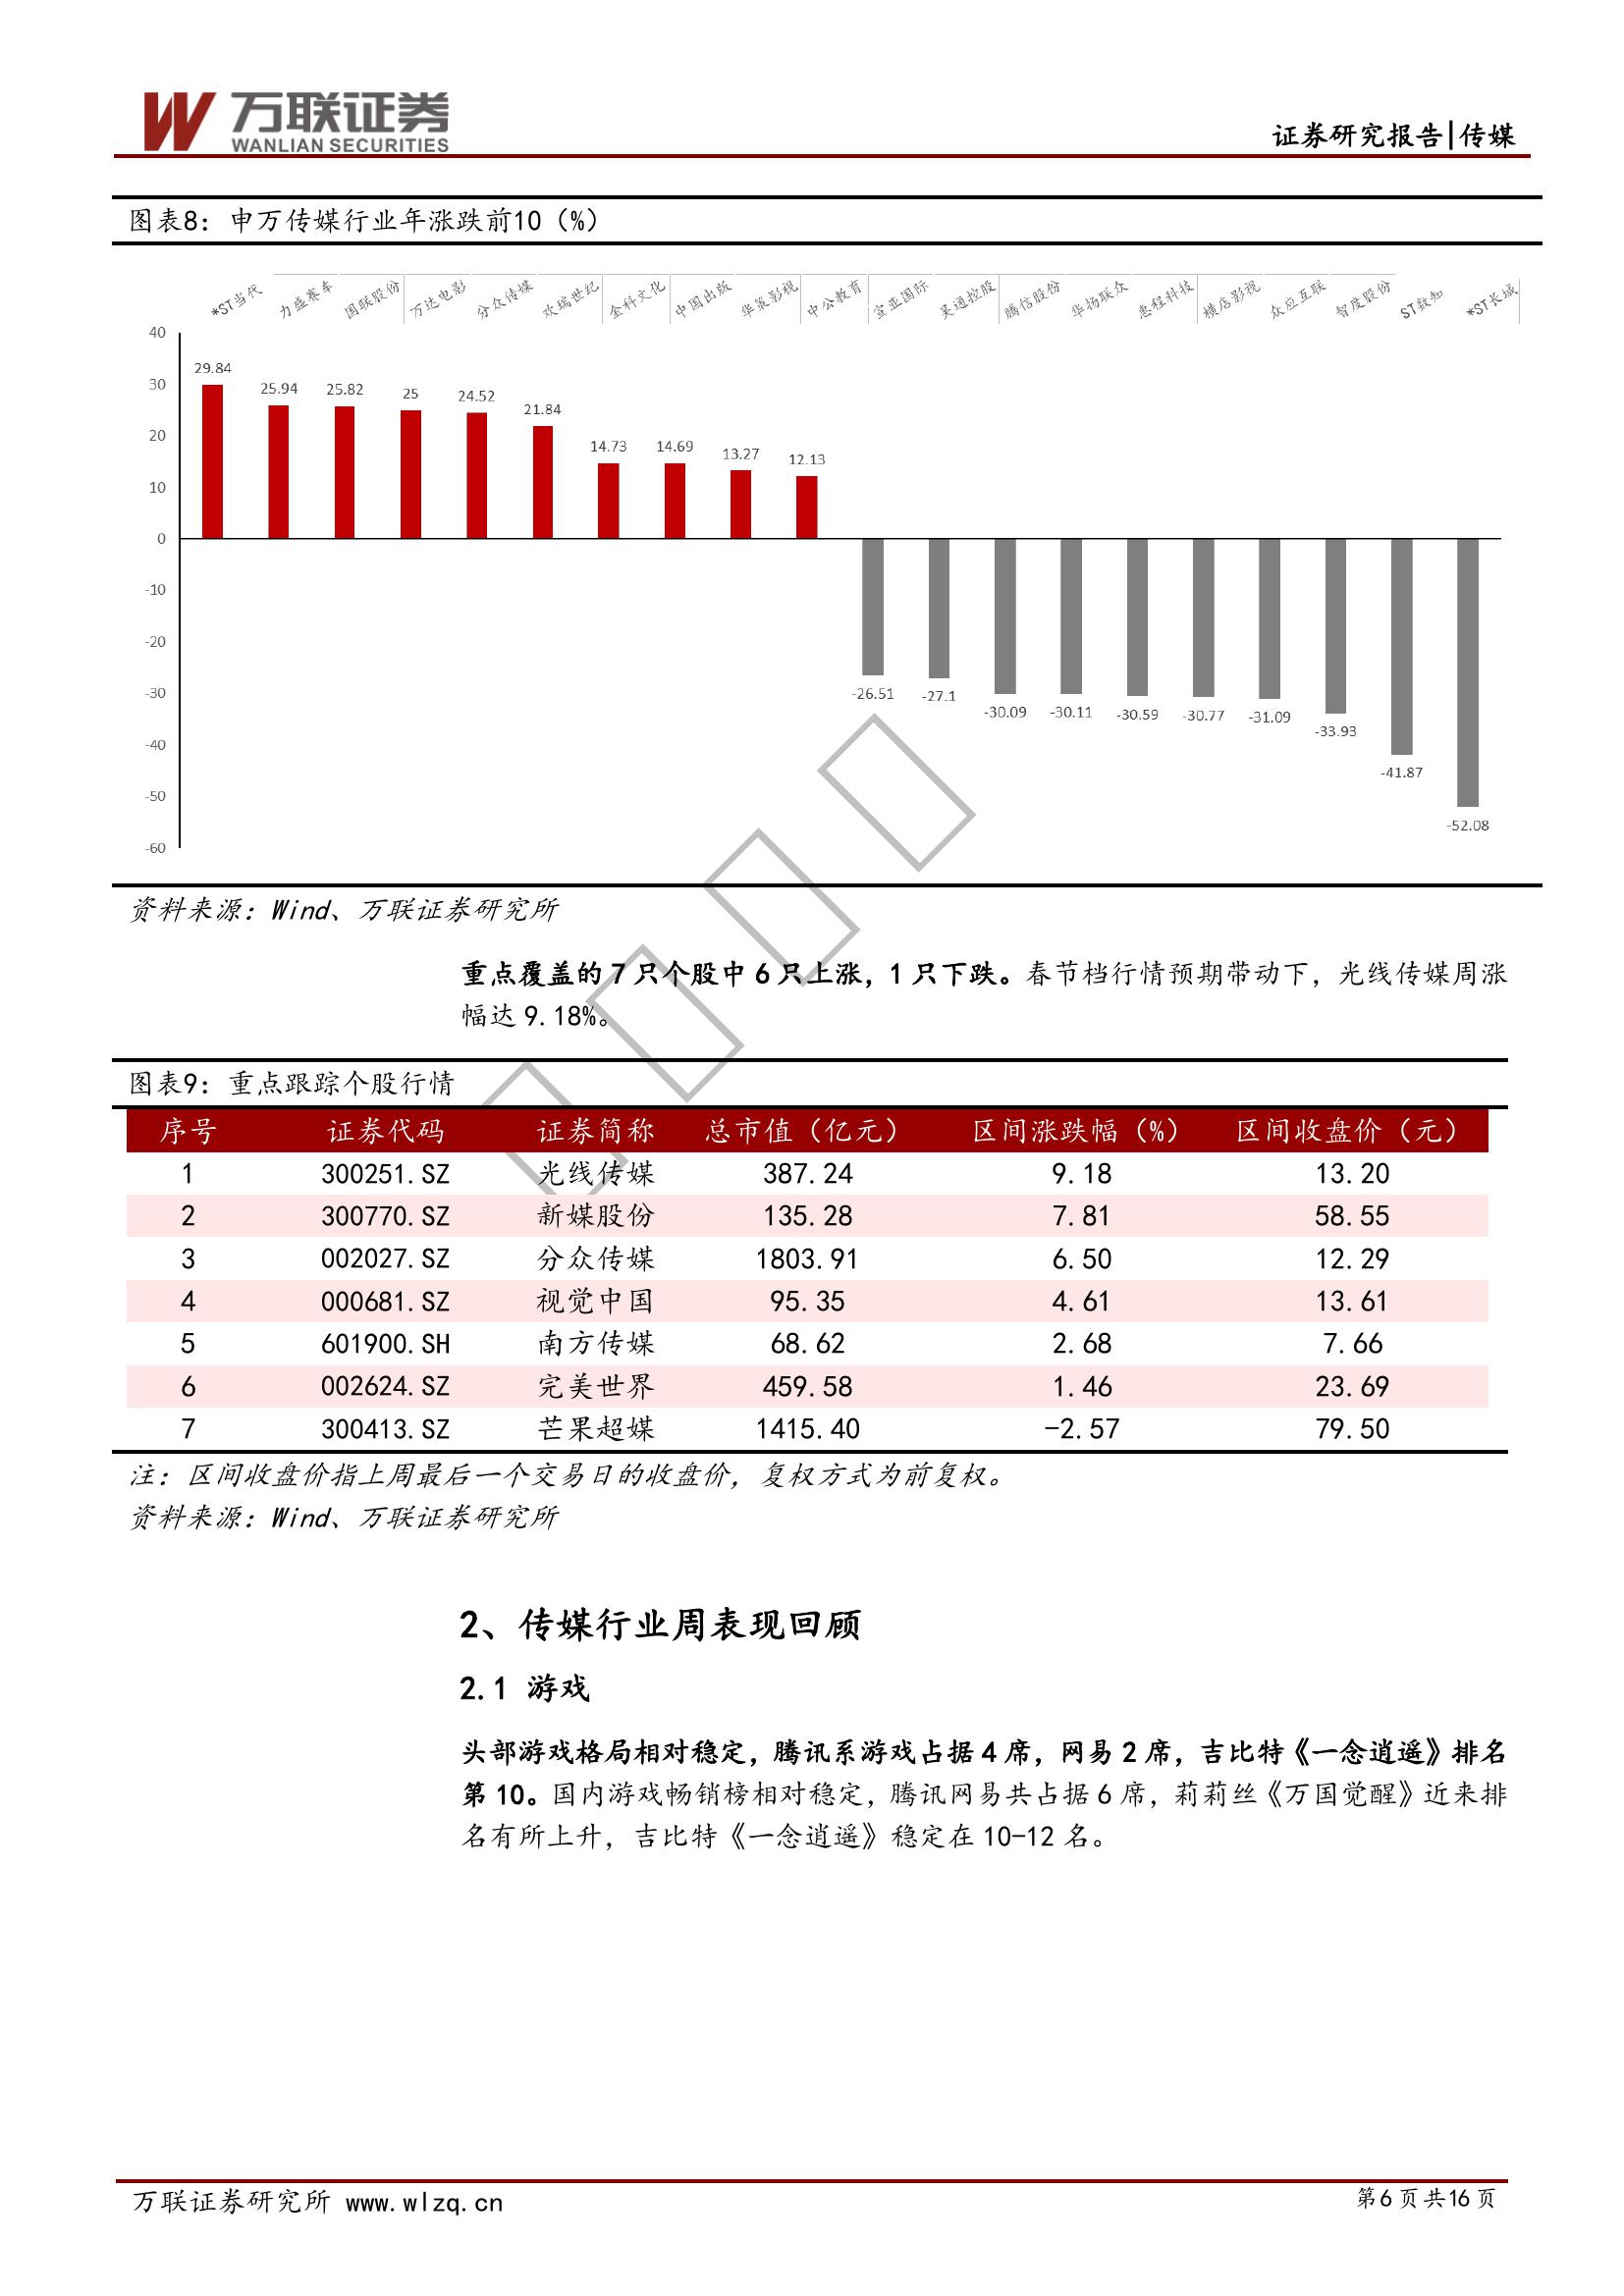 万联证券
WANLIAN SECURITIES
证券研究报告|传媒
图表8：申万传媒行业年涨跌前10（%）
*ST当代 力盛赛车 国联股份 万达电影 分众传媒 欢瑞世纪 金科文化 中国出版 华策影视 中公教育 宣亚国际 吴通控股 腾信股份 华扬联众 惠程科技 横店影视 众应互联 智度股份 ST数知 *ST长城
40
30
20
10
0
-10
-20
-30
-40
-50
-60
29.84 25.94 25.82 25 24.52 21.84 14.73 14.69 13.27 12.13
-26.51 -27.1 -30.09 -30.11 -30.59 -30.77 -31.09 -33.93 -41.87 -52.08
资料来源：Wind、万联证券研究所
重点覆盖的 7 只个股中 6 只上涨，1 只下跌。春节档行情预期带动下，光线传媒周涨
幅达 9.18%。
图表9：重点跟踪个股行情
序号 证券代码 证券简称 总市值（亿元） 区间涨跌幅（%） 区间收盘价（元）
1 300251.SZ 光线传媒 387.24 9.18 13.20
2 300770.SZ 新媒股份 135.28 7.81 58.55
3 002027.SZ 分众传媒 1803.91 6.50 12.29
4 000681.SZ 视觉中国 95.35 4.61 13.61
5 601900.SH 南方传媒 68.62 2.68 7.66
6 002624.SZ 完美世界 459.58 1.46 23.69
7 300413.SZ 芒果超媒 1415.40 -2.57 79.50
注：区间收盘价指上周最后一个交易日的收盘价，复权方式为前复权。
资料来源：Wind、万联证券研究所
2、传媒行业周表现回顾
2.1 游戏
头部游戏格局相对稳定，腾讯系游戏占据 4 席，网易 2 席，吉比特《一念逍遥》排名
第 10。国内游戏畅销榜相对稳定，腾讯网易共占据 6 席，莉莉丝《万国觉醒》近来排
名有所上升，吉比特《一念逍遥》稳定在 10-12 名。
万联证券研究所 www.wlzq.cn
第 6 页 共 16 页